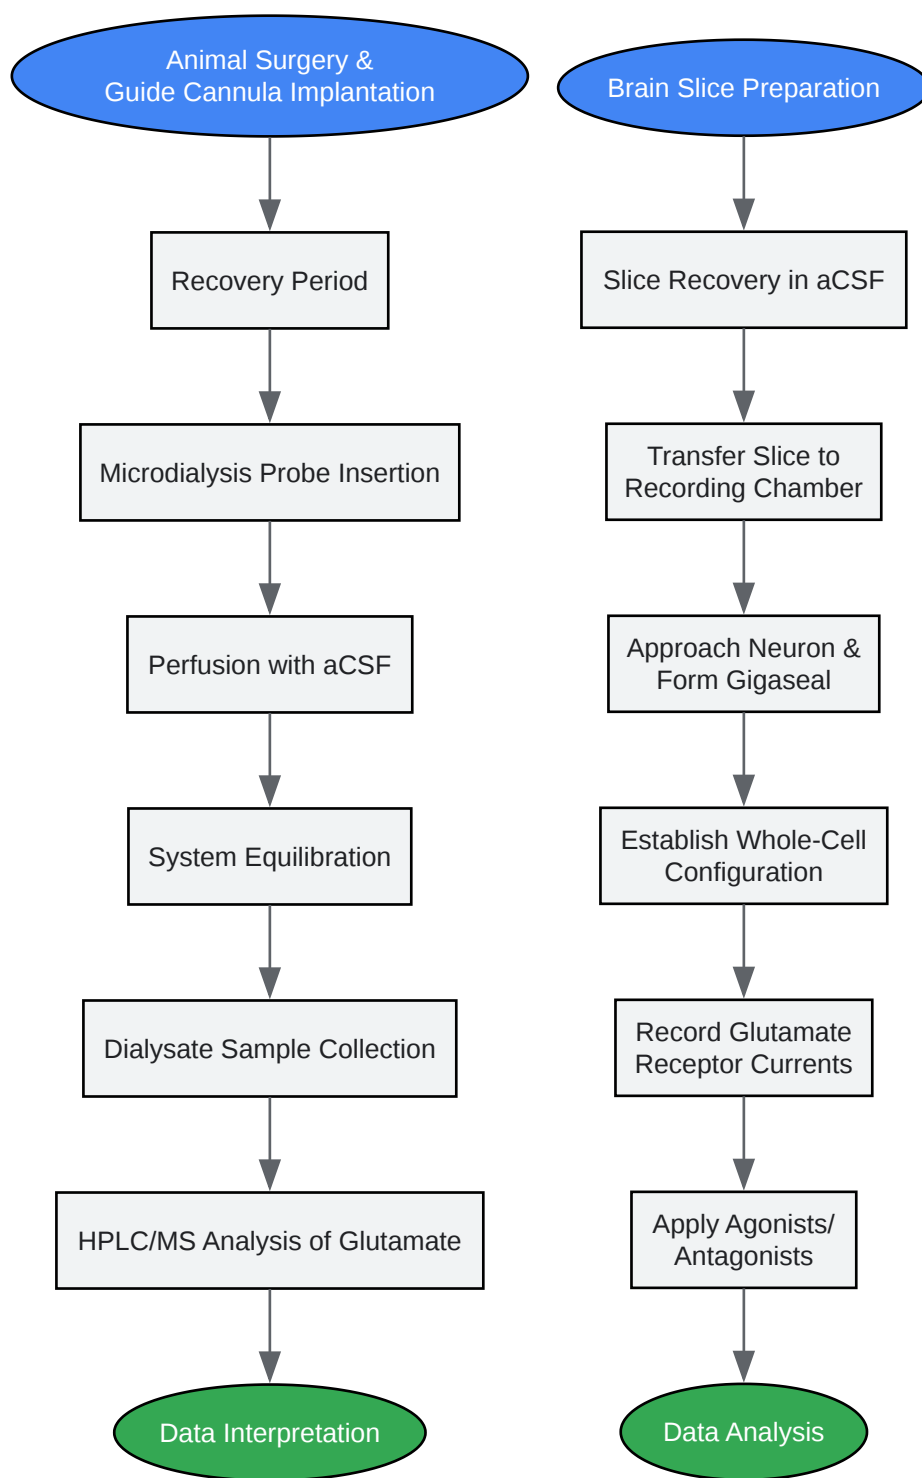 Animal Surgery &
Guide Cannula Implantation
Recovery Period
Microdialysis Probe Insertion
Perfusion with aCSF
System Equilibration
Dialysate Sample Collection
HPLC/MS Analysis of Glutamate
Data Interpretation
Brain Slice Preparation
Slice Recovery in aCSF
Transfer Slice to
Recording Chamber
Approach Neuron &
Form Gigaseal
Establish Whole-Cell
Configuration
Record Glutamate
Receptor Currents
Apply Agonists/
Antagonists
Data Analysis